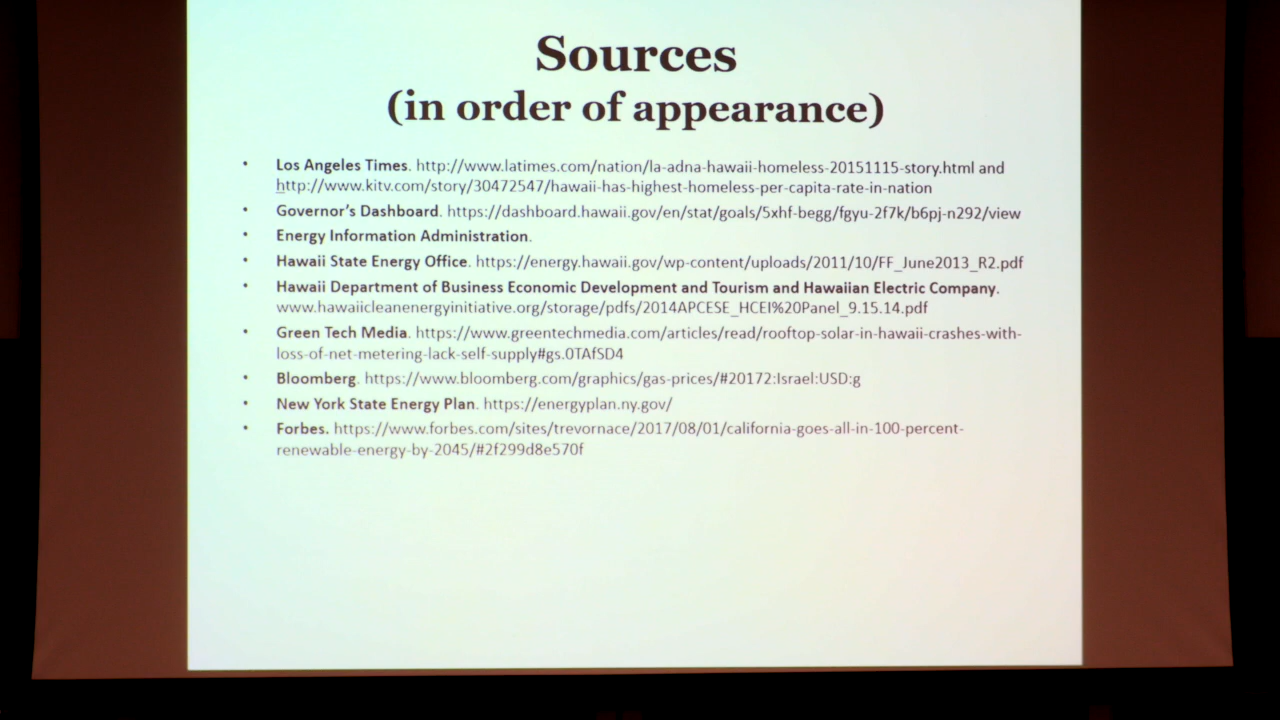 Sources
(in order of appearance)
• Los Angeles Times. http://www.latimes.com/nation/la-adna-hawaii-homeless-20151115-story.html and
http://www.kitv.com/story/30472547/hawaii-has-highest-homeless-per-capita-rate-in-nation
• Governor's Dashboard. https://dashboard.hawaii.gov/en/stat/goals/5xhf-begg/fgyu-2f7k/b6pj-n292/view
• Energy Information Administration.
• Hawaii State Energy Office. https://energy.hawaii.gov/wp-content/uploads/2011/10/FF_June2013_R2.pdf
• Hawaii Department of Business Economic Development and Tourism and Hawaiian Electric Company.
www.hawaiicleanenergyinitiative.org/storage/pdfs/2014APCESE_HCEI%20Panel_9.15.14.pdf
• Green Tech Media. https://www.greentechmedia.com/articles/read/rooftop-solar-in-hawaii-crashes-with-
loss-of-net-metering-lack-self-supply#gs.0TAfSD4
• Bloomberg. https://www.bloomberg.com/graphics/gas-prices/#20172:Israel:USD:g
• New York State Energy Plan. https://energyplan.ny.gov/
• Forbes. https://www.forbes.com/sites/trevornace/2017/08/01/california-goes-all-in-100-percent-
renewable-energy-by-2045/#2f299d8e570f